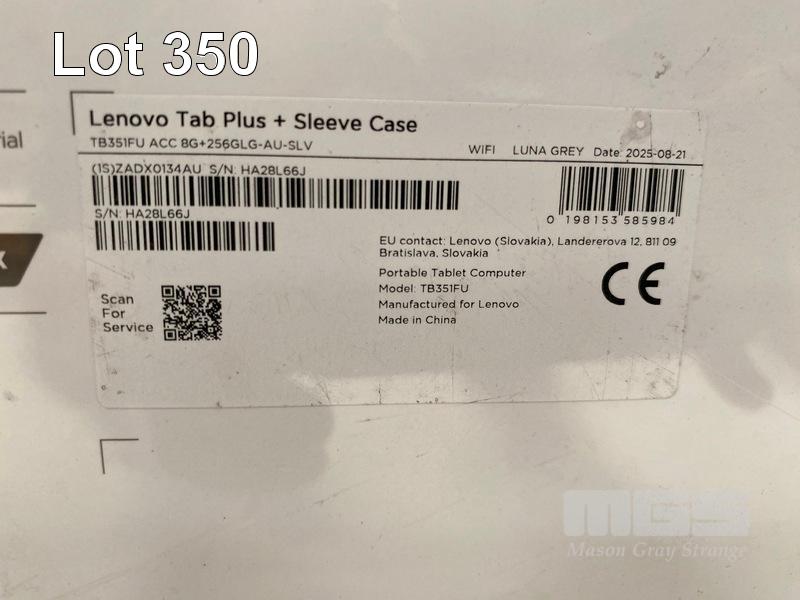 Lot 350
ial
Lenovo Tab Plus + Sleeve Case
TB351FU ACC 8G+256GLG-AU-SLV
WIFI LUNA GREY Date: 2025-08-21
(1S)ZADX0134AU S/N: HA28L66J
S/N: HA28L66J
0 198153 585984
EU contact: Lenovo (Slovakia), Landererova 12, 811 09
Bratislava, Slovakia
Portable Tablet Computer
Model: TB351FU
Manufactured for Lenovo
Made in China
CE
Scan
For
Service
x
MGS
Mason Gray Strange